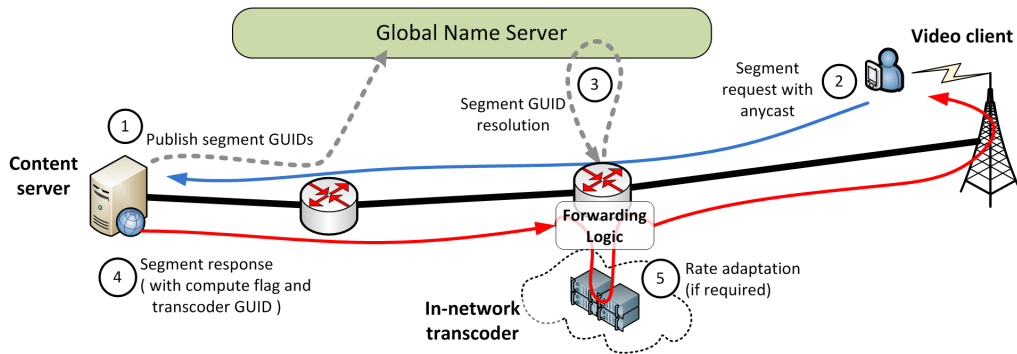 Global Name Server
Video client
1
Publish segment GUIDs
Segment GUID
resolution
3
Segment
request with
anycast
2
Content
server
Forwarding
Logic
4
Segment response
( with compute flag and
transcoder GUID )
In-network
transcoder
5
Rate adaptation
(if required)